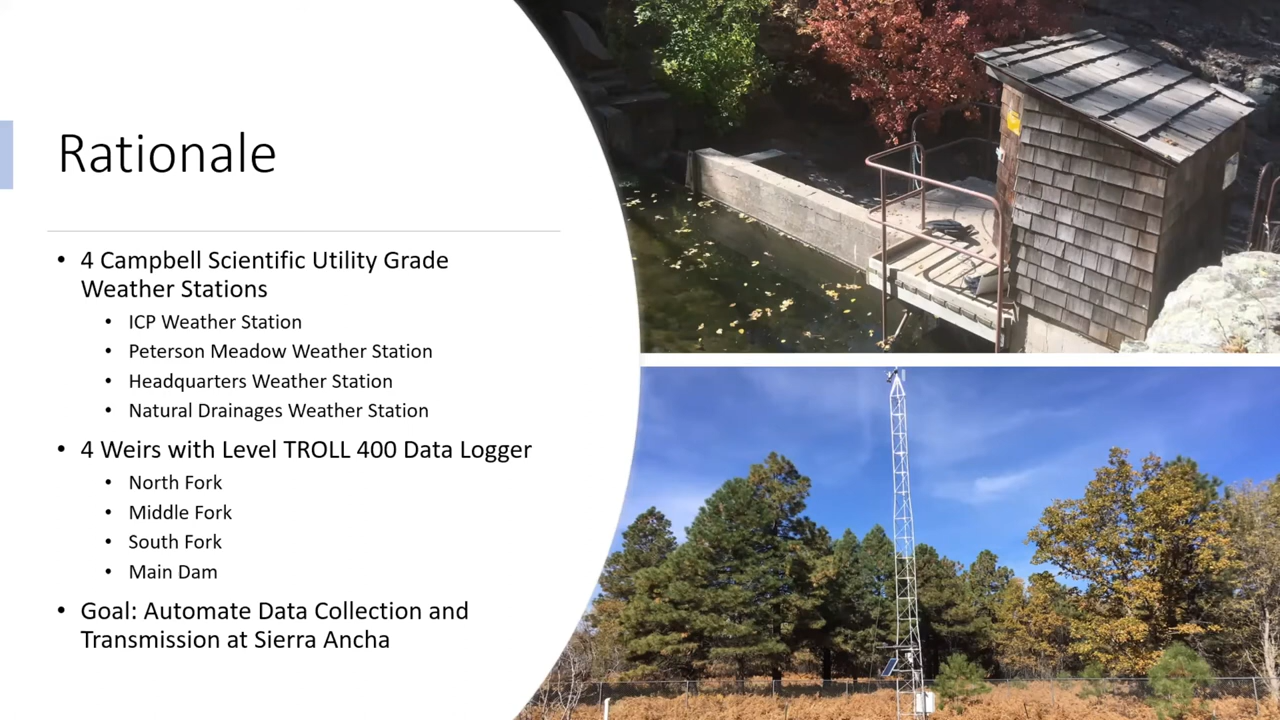 Rationale
• 4 Campbell Scientific Utility Grade
Weather Stations
• ICP Weather Station
• Peterson Meadow Weather Station
• Headquarters Weather Station
• Natural Drainages Weather Station
• 4 Weirs with Level TROLL 400 Data Logger
• North Fork
• Middle Fork
• South Fork
• Main Dam
• Goal: Automate Data Collection and
Transmission at Sierra Ancha